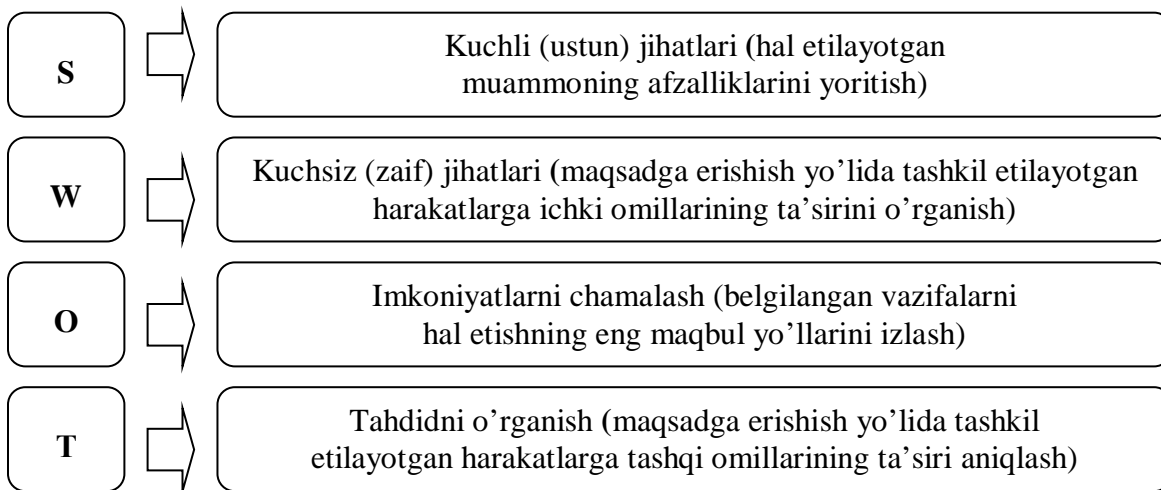 S
Kuchli (ustun) jihatlari (hal etilayotgan
muammoning afzalliklarini yoritish)
W
Kuchsiz (zaif) jihatlari (maqsadga erishish yo’lida tashkil etilayotgan
harakatlarga ichki omillarining ta’sirini o’rganish)
O
Imkoniyatlarni chamalash (belgilangan vazifalarni
hal etishning eng maqbul yo’llarini izlash)
T
Tahdidni o’rganish (maqsadga erishish yo’lida tashkil
etilayotgan harakatlarga tashqi omillarining ta’siri aniqlash)